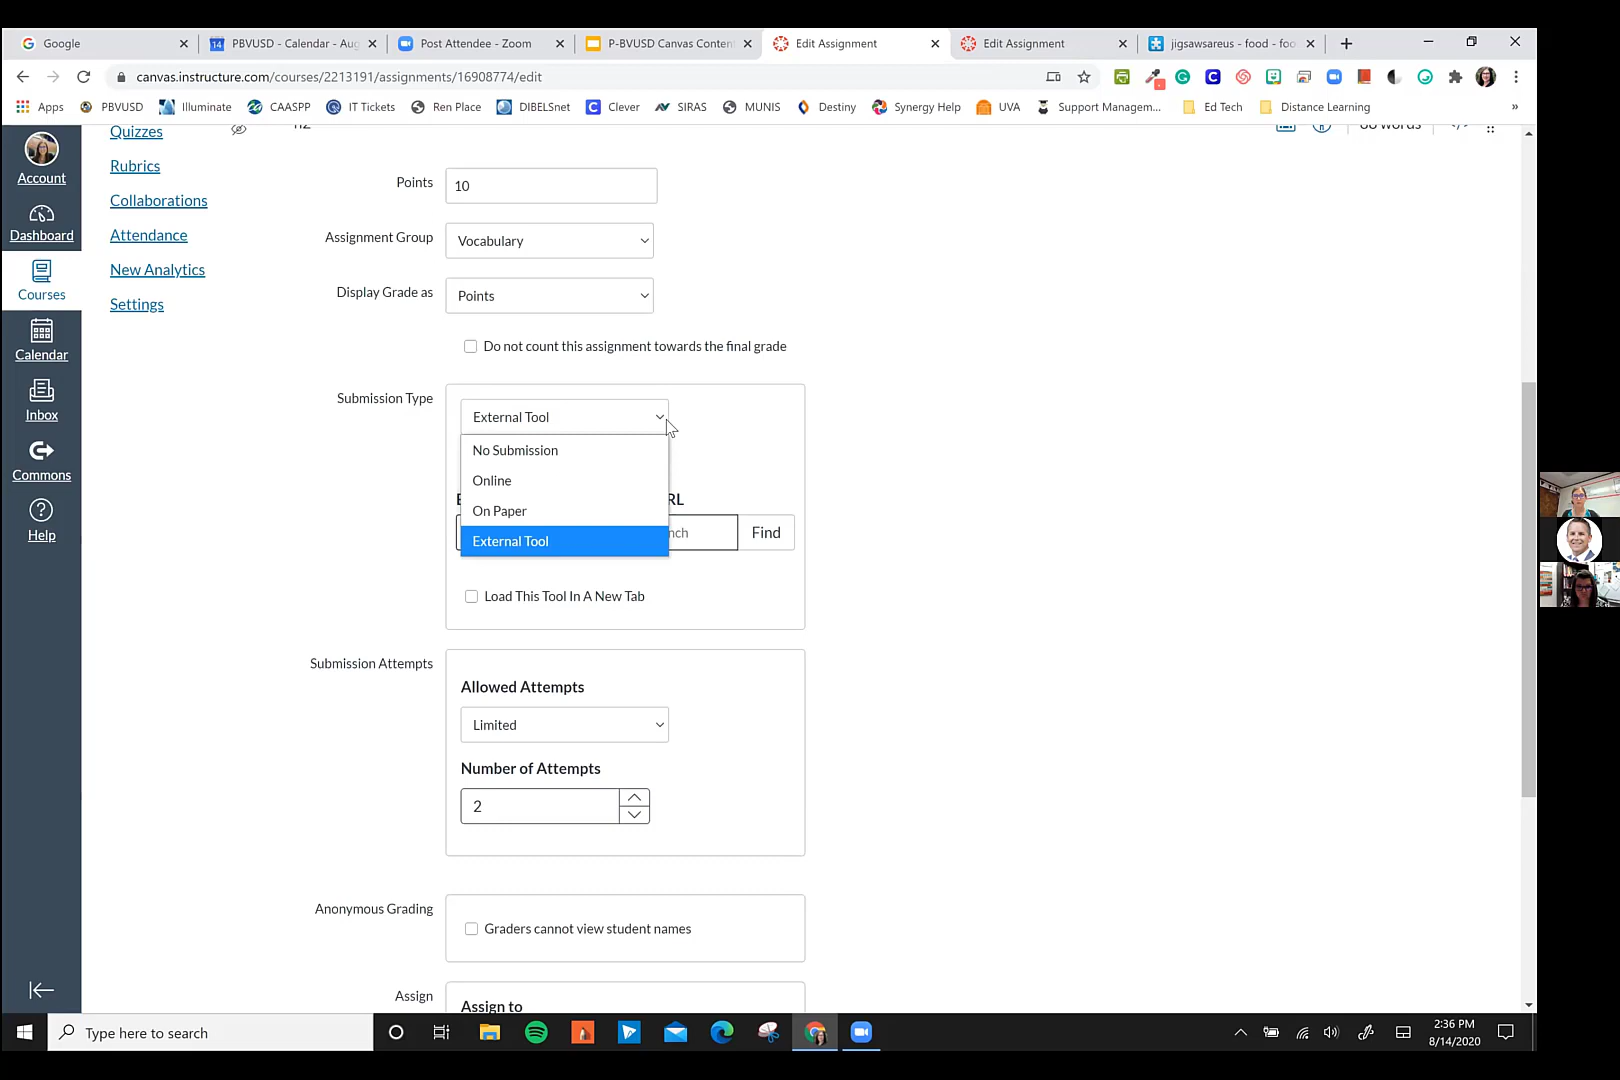 Google
PBVUSD - Calendar - Aug
Post Attendee - Zoom
P-BVUSD Canvas Content
Edit Assignment
Edit Assignment
jigsawsareus - food - foo
canvas.instructure.com/courses/2213191/assignments/16908774/edit
Apps
PBVUSD
Illuminate
CAASPP
IT Tickets
Ren Place
DIBELSnet
Clever
SIRAS
MUNIS
Destiny
Synergy Help
UVA
Support Managem...
Ed Tech
Distance Learning
»
Account
Dashboard
Courses
Calendar
Inbox
Commons
Help
Quizzes
Rubrics
Collaborations
Attendance
New Analytics
Settings
Points
10
Assignment Group
Vocabulary
Display Grade as
Points
Do not count this assignment towards the final grade
Submission Type
External Tool
No Submission
Online
On Paper
External Tool
RL
nch
Find
Load This Tool In A New Tab
Submission Attempts
Allowed Attempts
Limited
Number of Attempts
2
Anonymous Grading
Graders cannot view student names
Assign
Assign to
Type here to search
2:36 PM
8/14/2020